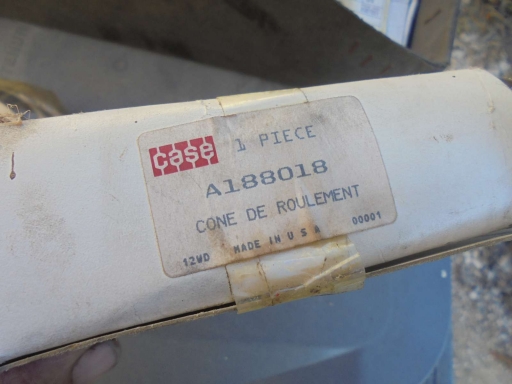 case 1 PIECE
A188018
CONE DE ROULEMENT
12WD MADE IN U S A 00001